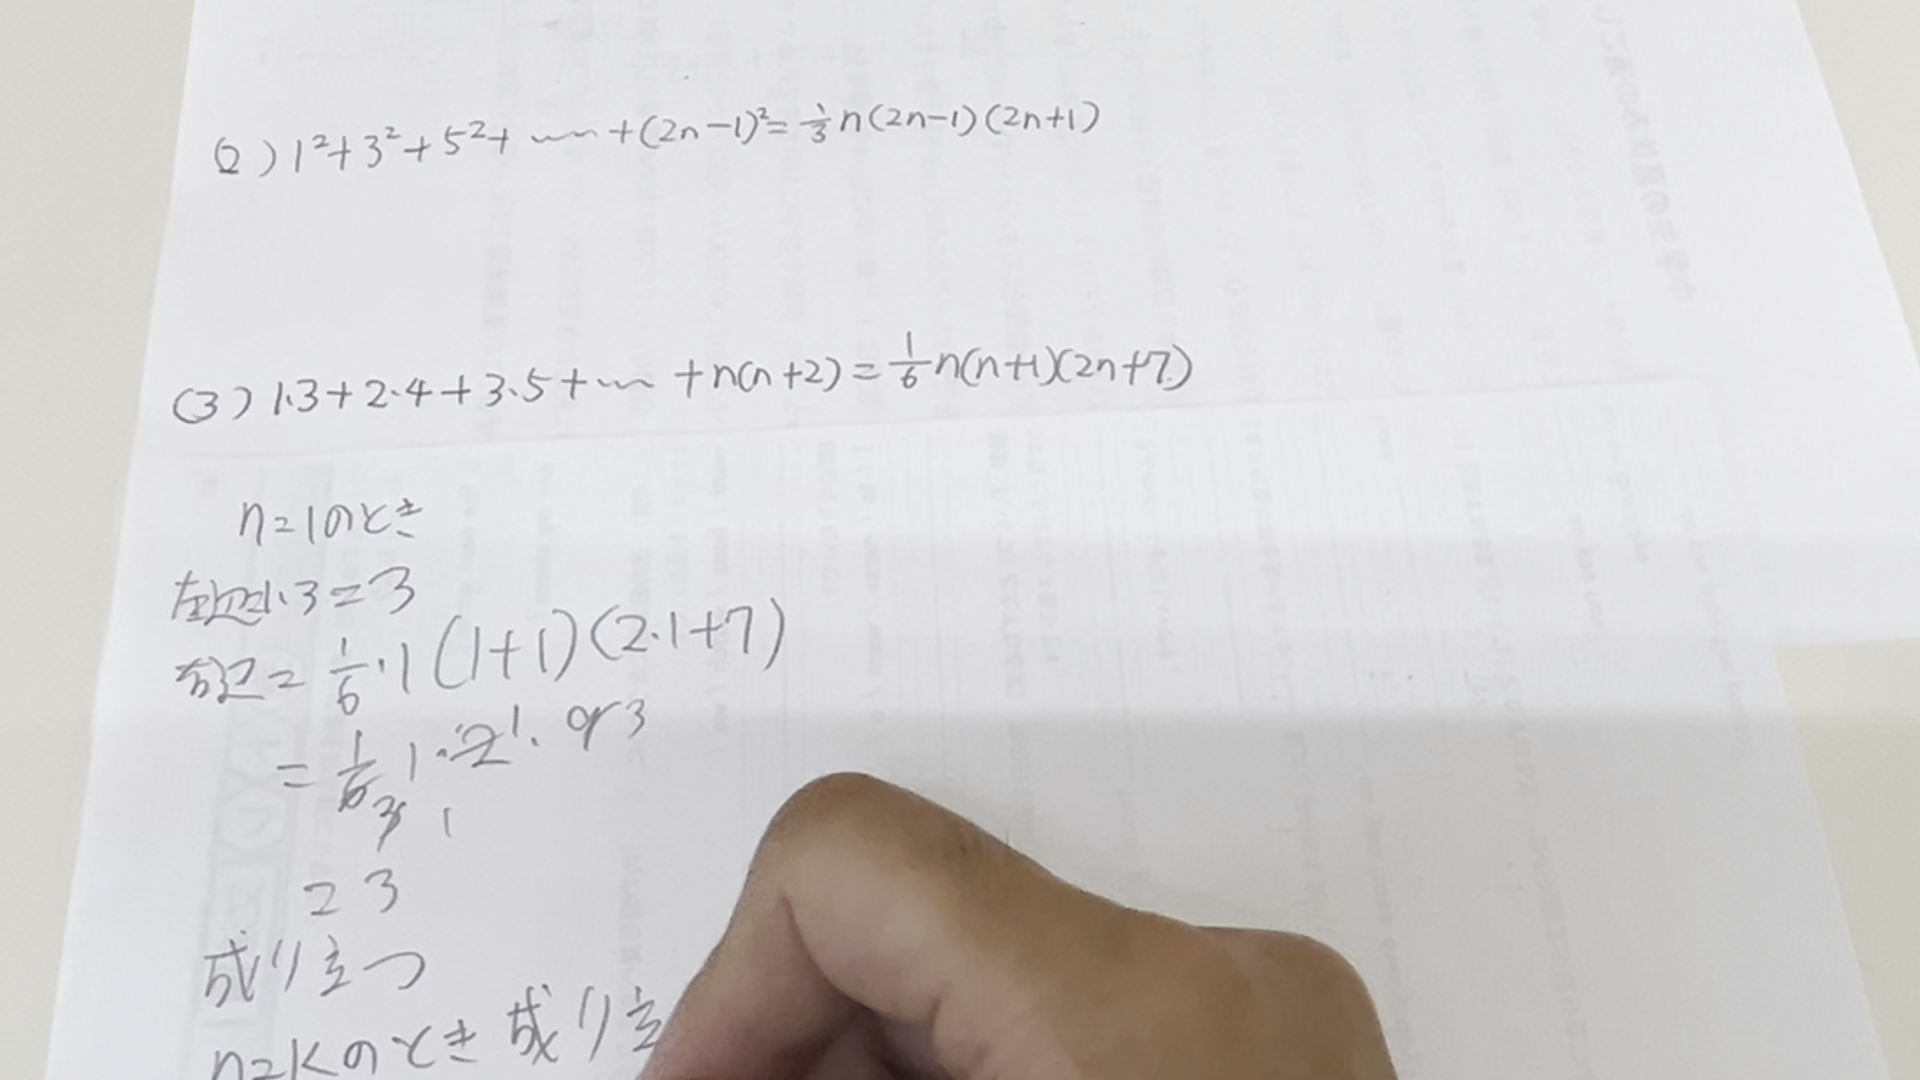 (2) 1²+3²+5²+ …… +(2n-1)²= 1/3 n(2n-1)(2n+1)
(3) 1·3+2·4+3·5+ …… +n(n+2)= 1/6 n(n+1)(2n+7)
n=1のとき
左辺=1·3=3
右辺= 1/6·1(1+1)(2·1+7)
= 1/6·1·2·9
=3
成り立つ
n=kのとき 成り立